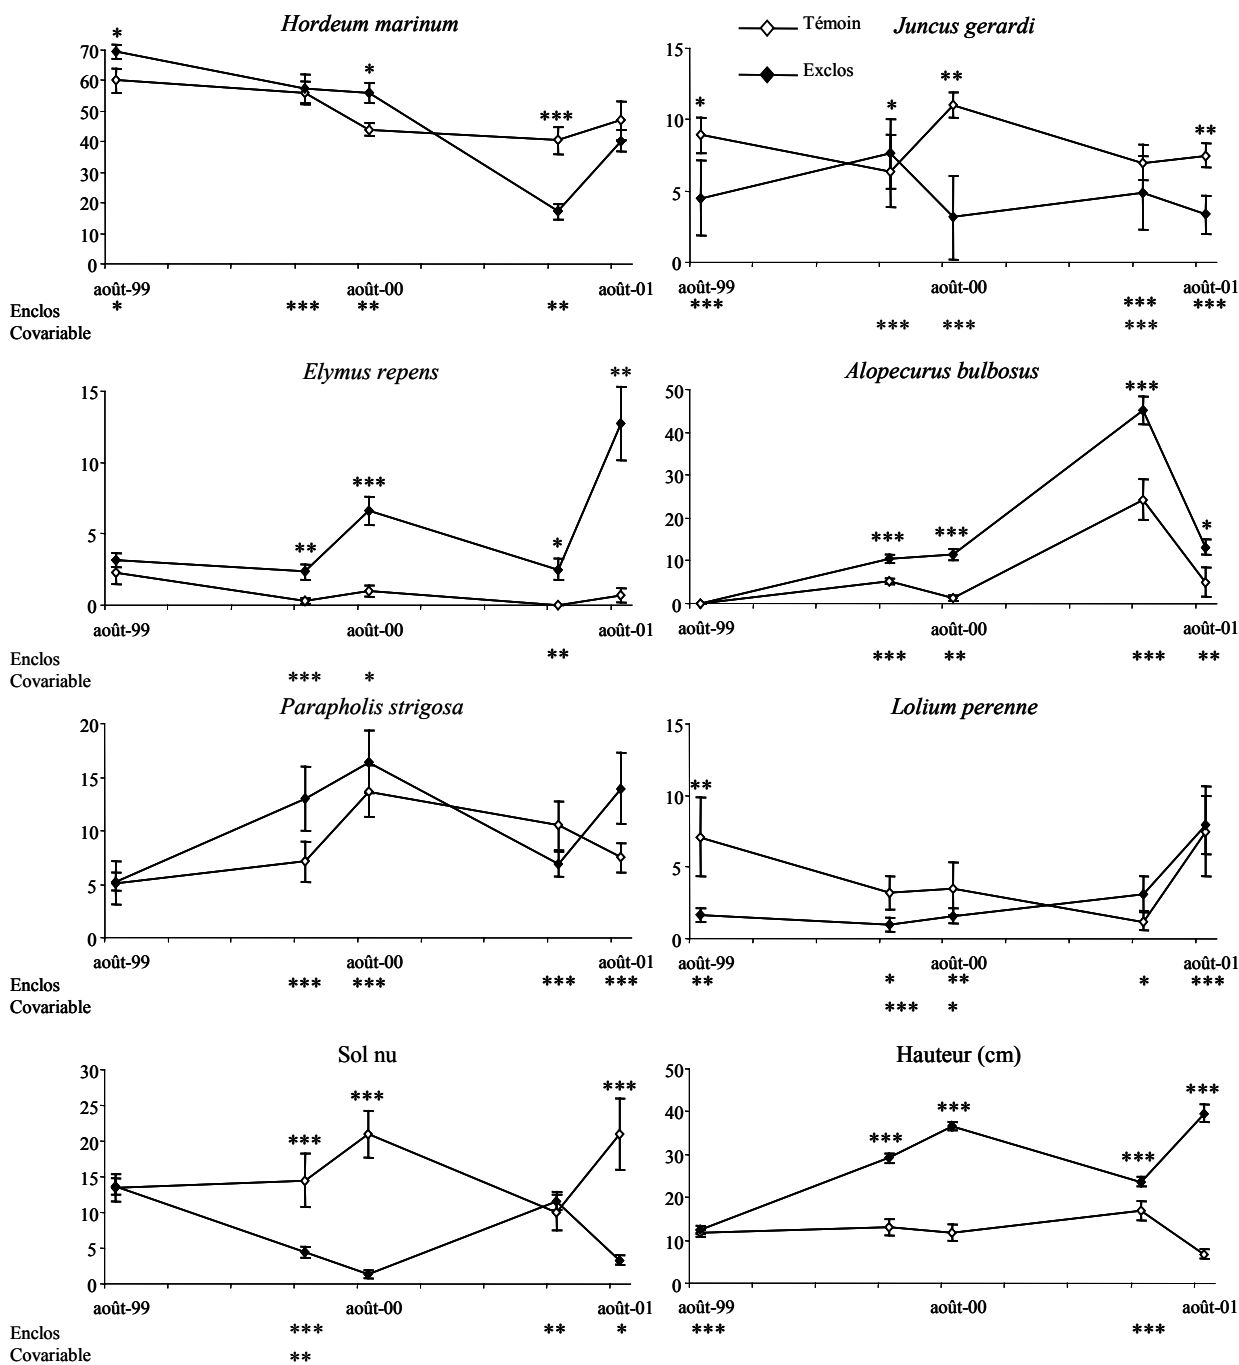 Hordeum marinum
*
*
***
70
60
50
40
30
20
10
0
août-99 août-00 août-01
Enclos * *** ** **
Covariable
Témoin
Exclos
Juncus gerardi
*
*
**
**
15
10
5
0
août-99 août-00 août-01
*** *** ***
*** *** ***
Elymus repens
**
***
*
**
15
10
5
0
août-99 août-00 août-01
Enclos **
Covariable *** *
Alopecurus bulbosus
***
***
***
*
50
40
30
20
10
0
août-99 août-00 août-01
*** ** *** **
Parapholis strigosa
20
15
10
5
0
août-99 août-00 août-01
Enclos *** *** *** ***
Covariable
Lolium perenne
**
15
10
5
0
août-99 août-00 août-01
** * ** * ***
*** *
Sol nu
***
***
***
30
25
20
15
10
5
0
août-99 août-00 août-01
Enclos *** ** *
Covariable **
Hauteur (cm)
***
***
***
***
50
40
30
20
10
0
août-99 août-00 août-01
*** ***